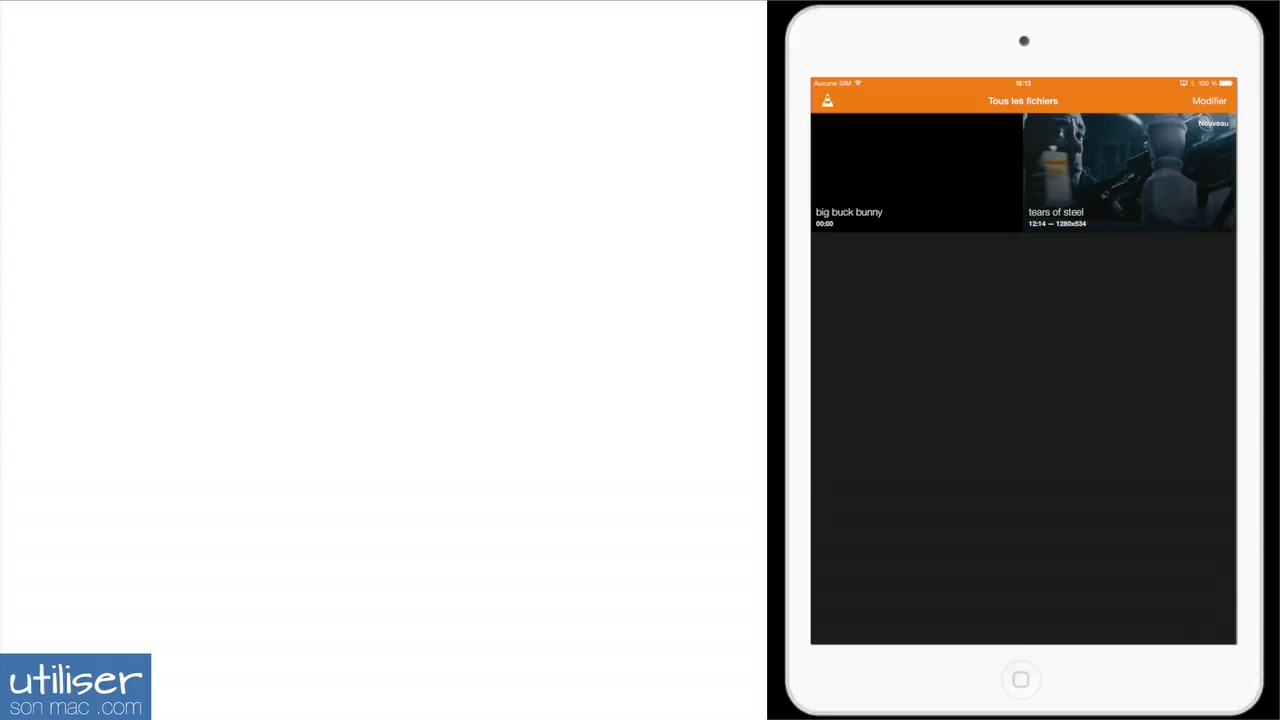 Aucune SIM
16:13
100 %
Tous les fichiers
Modifier
Nouveau
big buck bunny
00:00
tears of steel
12:14 — 1280x534
utiliser
son mac .com